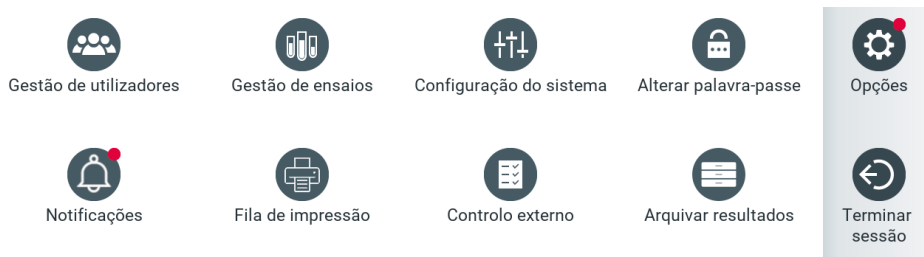 Gestão de utilizadores
Gestão de ensaios
Configuração do sistema
Alterar palavra-passe
Opções
Notificações
Fila de impressão
Controlo externo
Arquivar resultados
Terminar
sessão